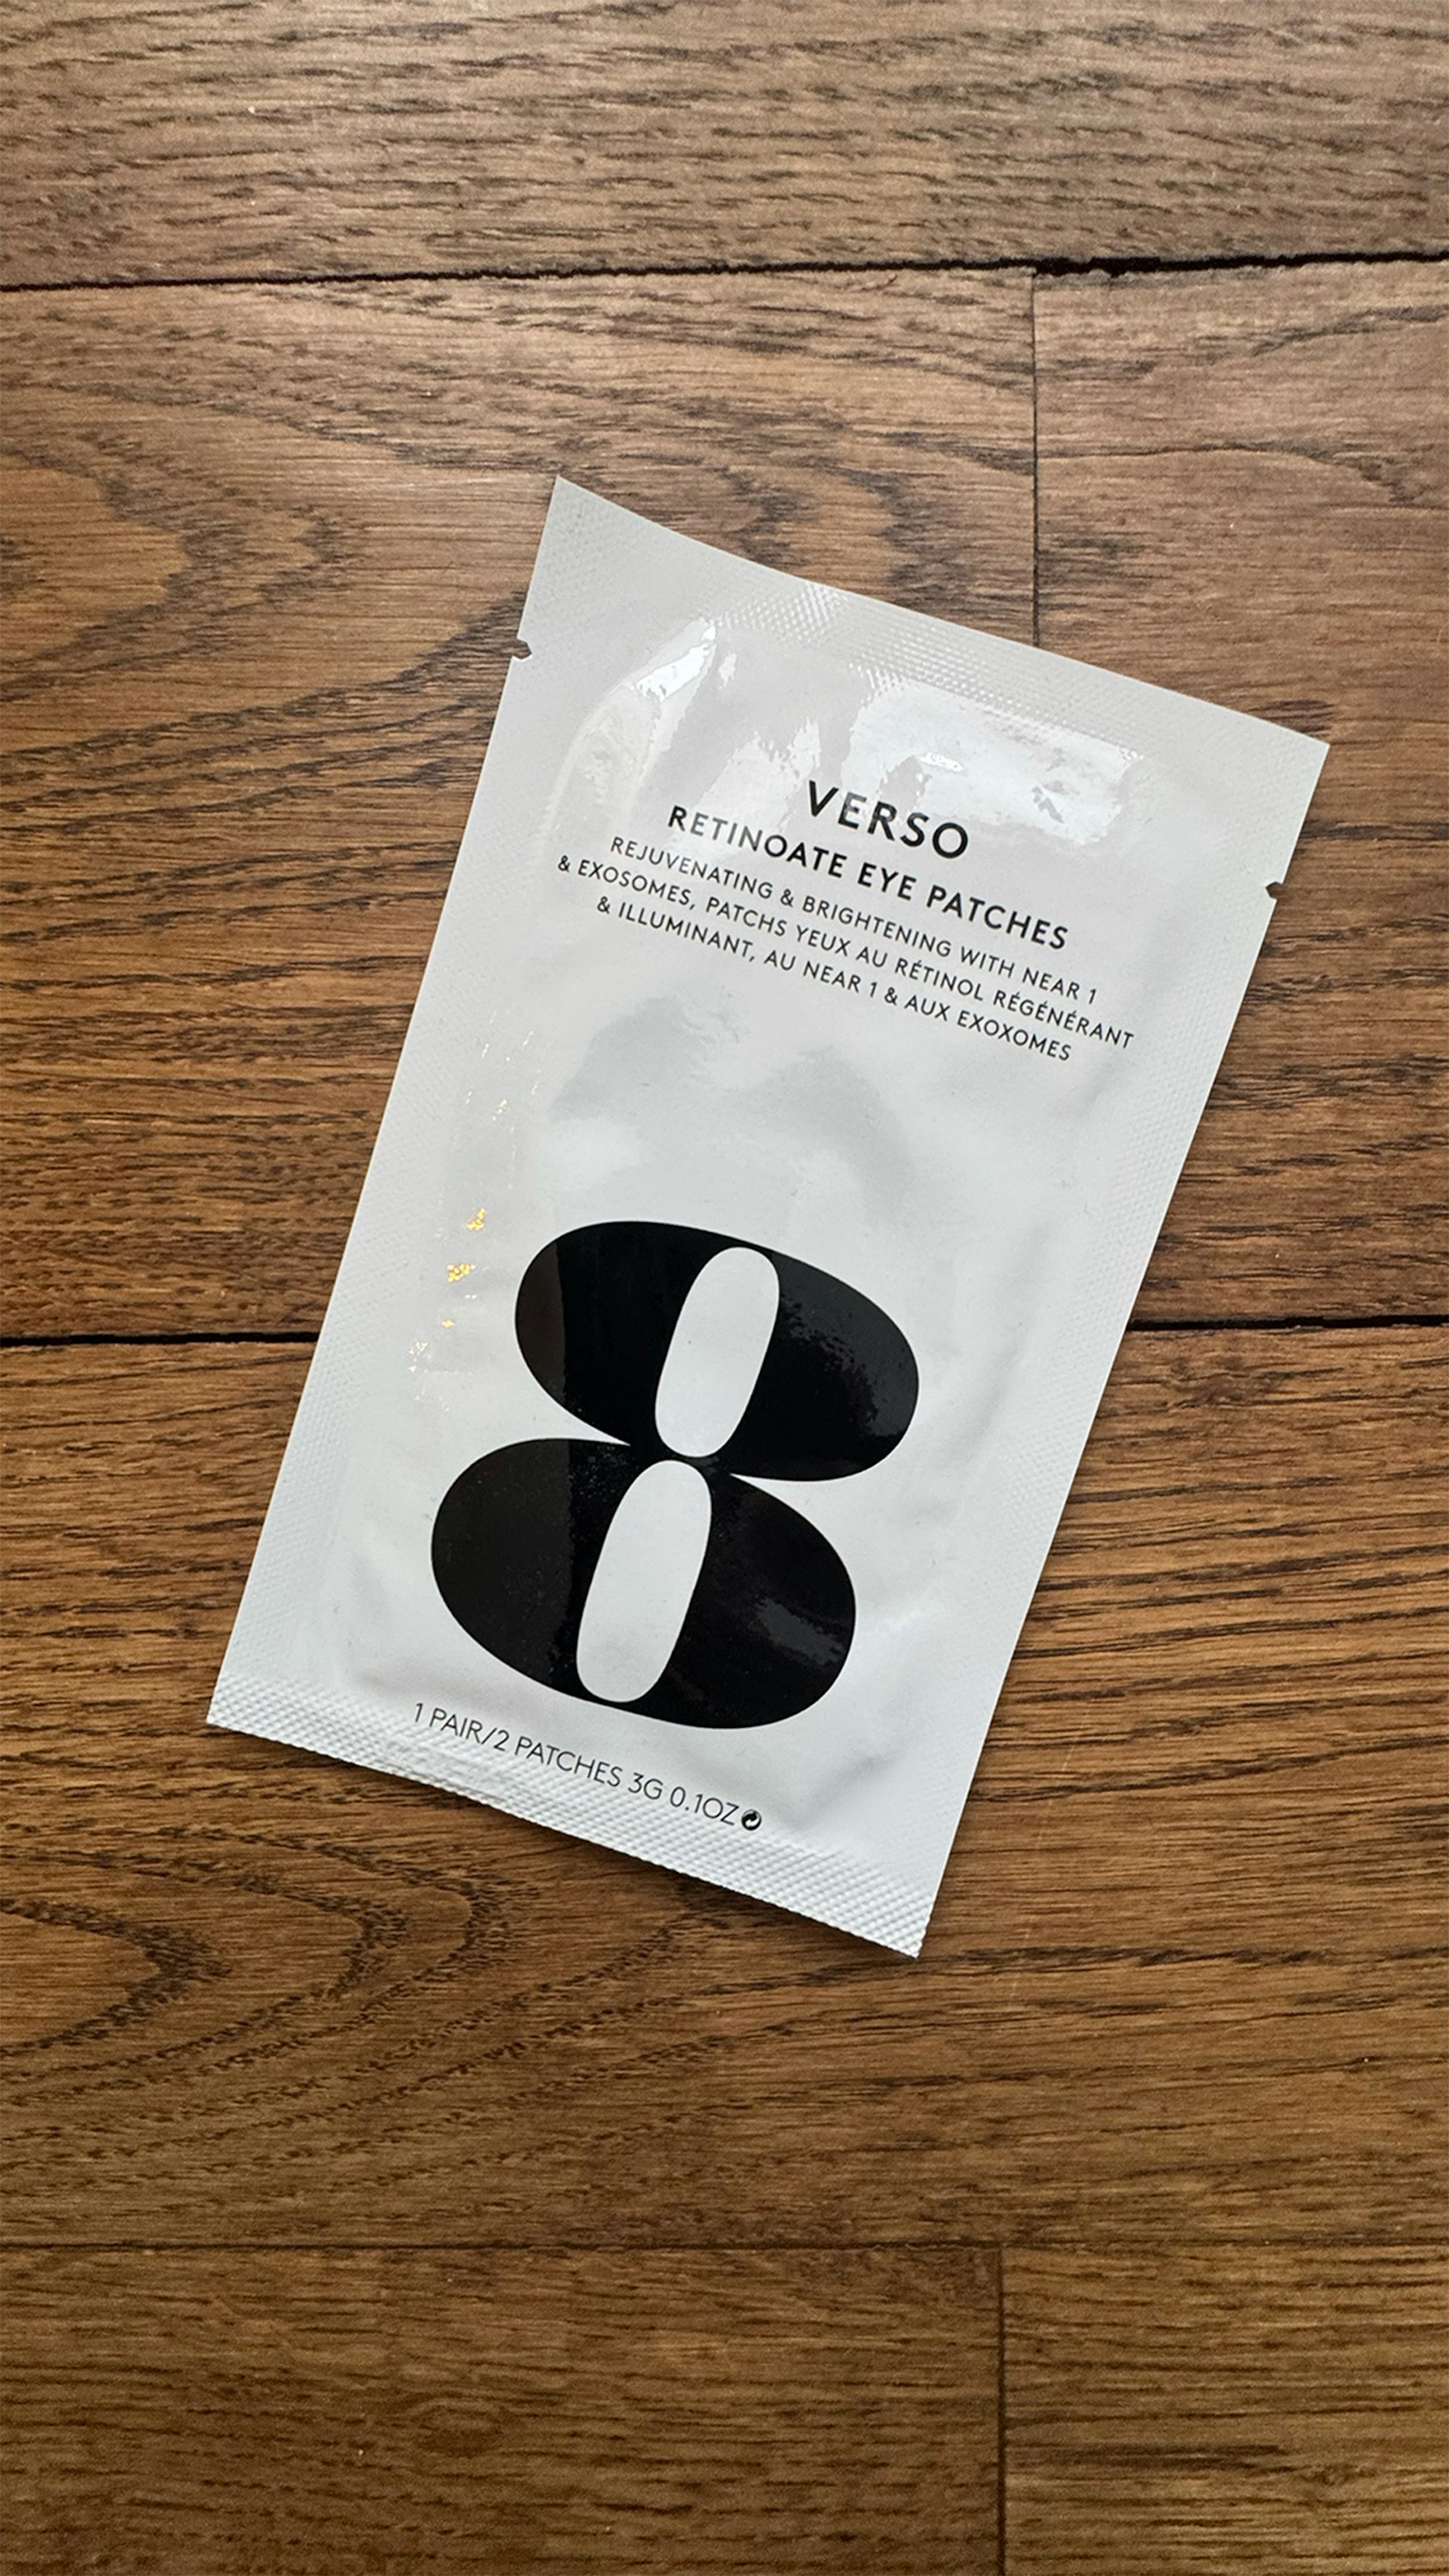 VERSO
RETINOATE EYE PATCHES
REJUVENATING & BRIGHTENING WITH NEAR 1
& EXOSOMES, PATCHS YEUX AU RÉTINOL RÉGÉNÉRANT
& ILLUMINANT, AU NEAR 1 & AUX EXOXOMES
8
1 PAIR/2 PATCHES 3G 0.1OZ